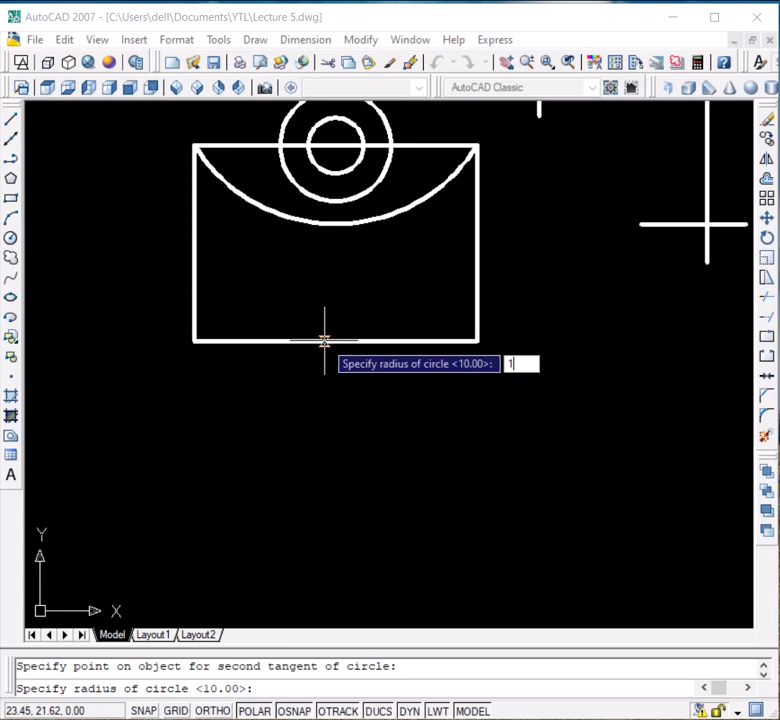 AutoCAD 2007 - [C:\Users\dell\Documents\YTL\Lecture 5.dwg]
File Edit View Insert Format Tools Draw Dimension Modify Window Help Express
AutoCAD Classic
A
Specify radius of circle <10.00>: 1
Y
X
Model Layout1 Layout2
Specify point on object for second tangent of circle:
Specify radius of circle <10.00>:
23.45, 21.62, 0.00 SNAP GRID ORTHO POLAR OSNAP OTRACK DUCS DYN LWT MODEL